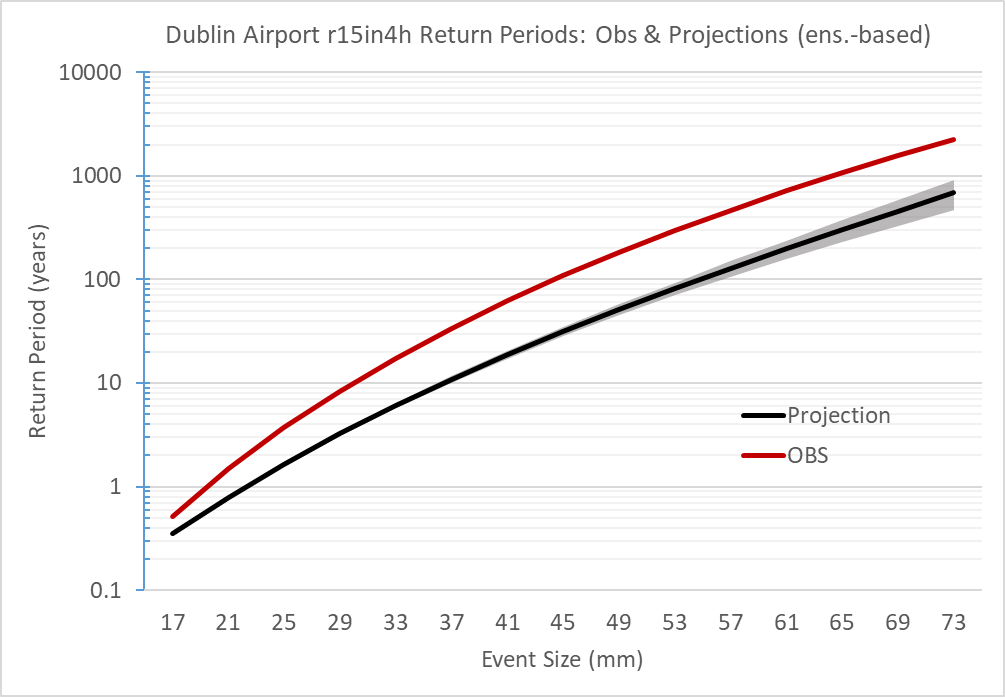 Dublin Airport r15in4h Return Periods: Obs & Projections (ens.-based)
10000
1000
100
10
1
0.1
Return Period (years)
Projection
OBS
17 21 25 29 33 37 41 45 49 53 57 61 65 69 73
Event Size (mm)